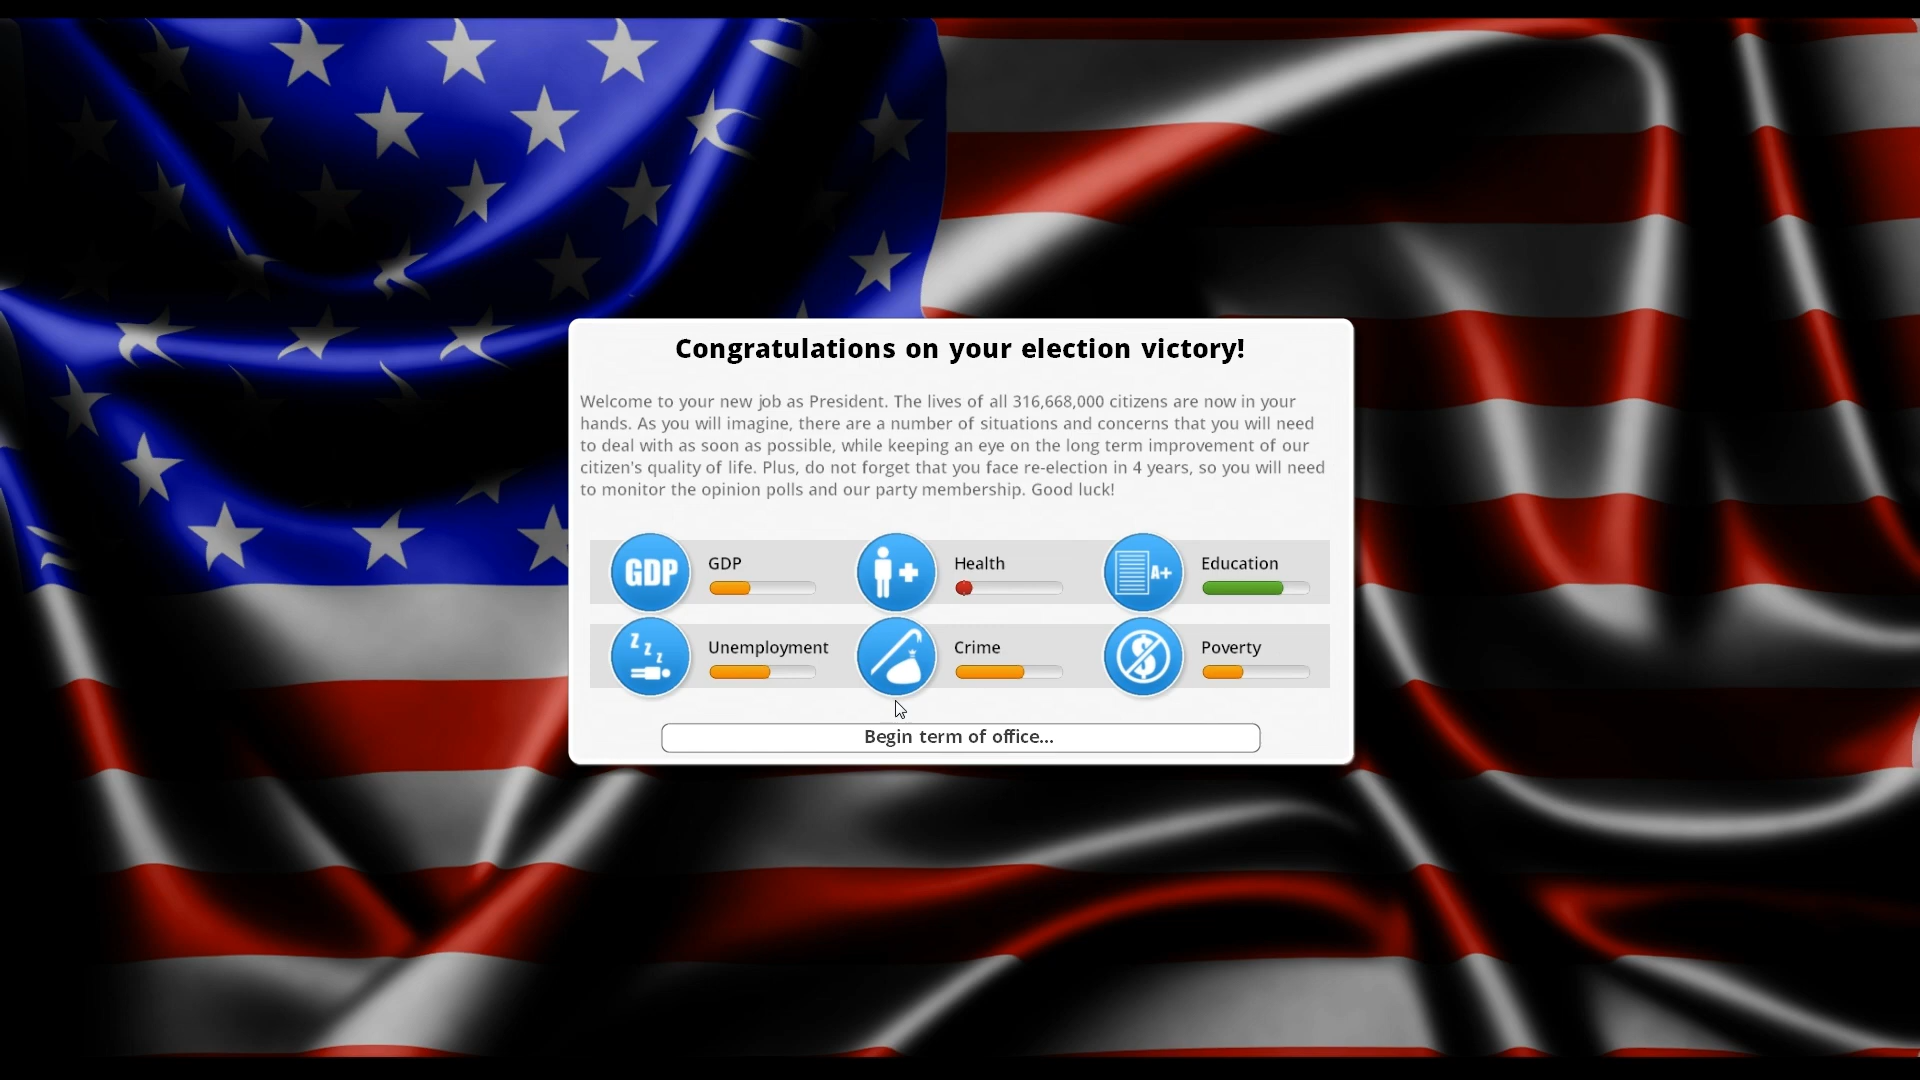 Congratulations on your election victory!
Welcome to your new job as President. The lives of all 316,668,000 citizens are now in your
hands. As you will imagine, there are a number of situations and concerns that you will need
to deal with as soon as possible, while keeping an eye on the long term improvement of our
citizen's quality of life. Plus, do not forget that you face re-election in 4 years, so you will need
to monitor the opinion polls and our party membership. Good luck!
GDP GDP Health A+ Education
z z z Unemployment Crime $ Poverty
Begin term of office...